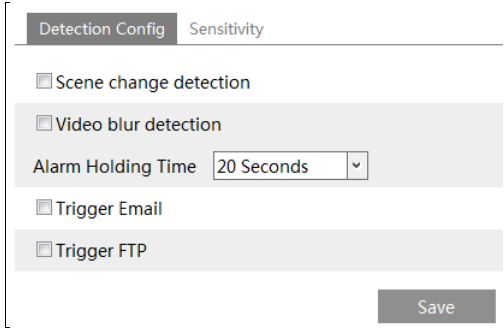 Detection Config Sensitivity
Scene change detection
Video blur detection
Alarm Holding Time 20 Seconds
Trigger Email
Trigger FTP
Save